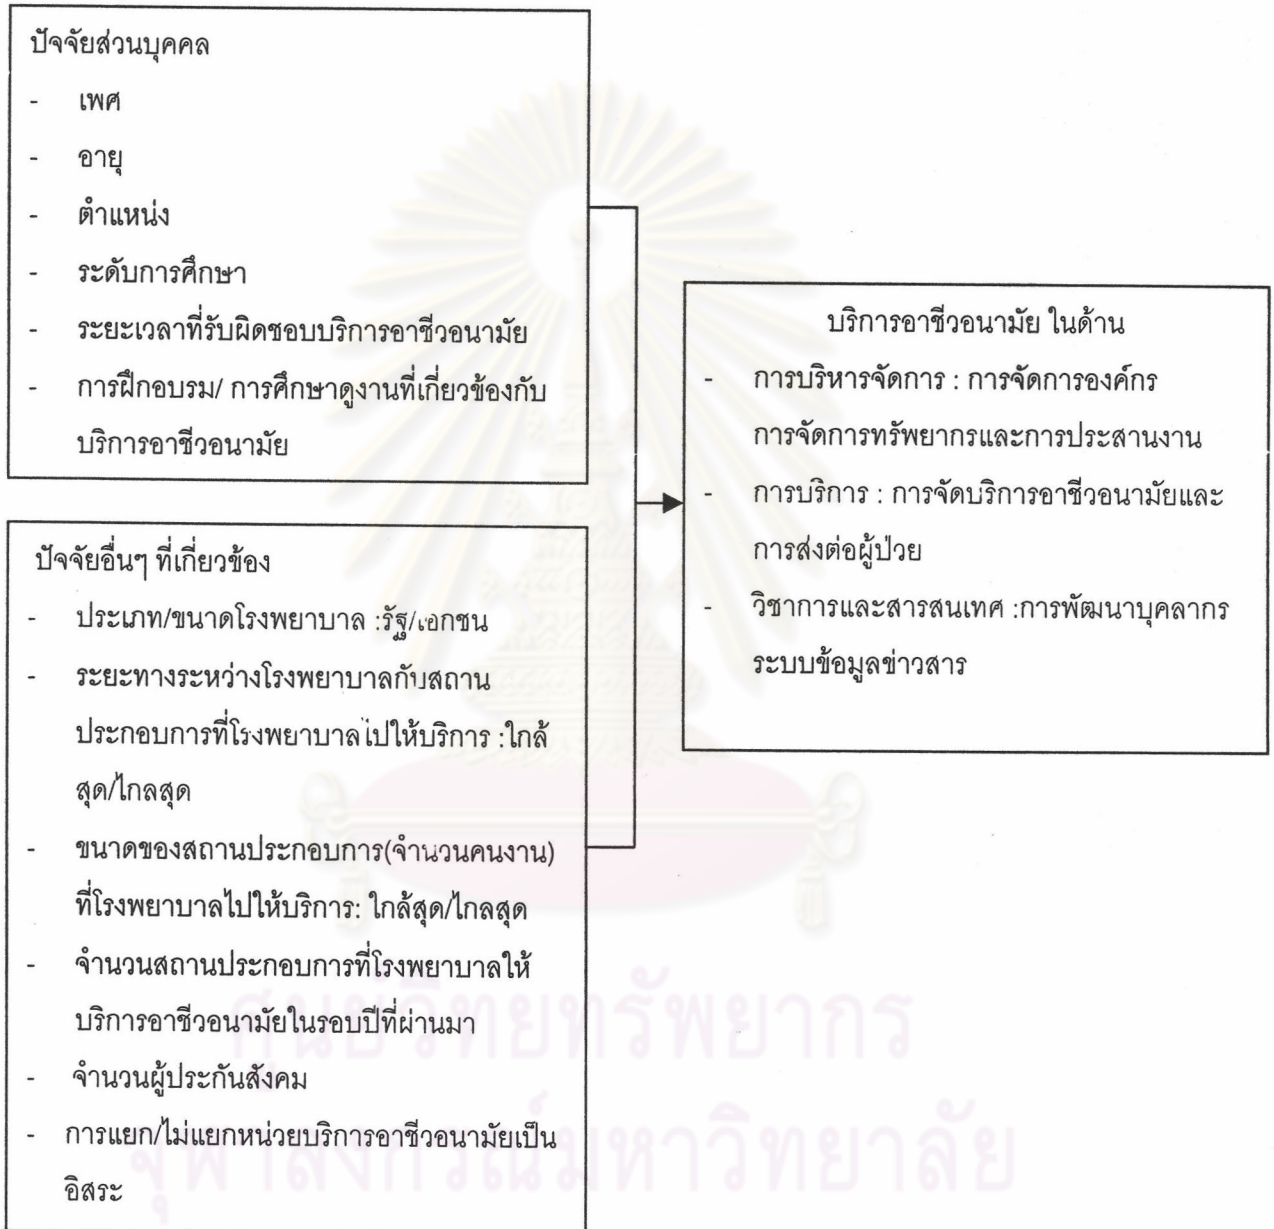 ปัจจัยส่วนบุคคล
- เพศ
- อายุ
- ตำแหน่ง
- ระดับการศึกษา
- ระยะเวลาที่รับผิดชอบบริการอาชีวอนามัย
- การฝึกอบรม/ การศึกษาดูงานที่เกี่ยวข้องกับ
บริการอาชีวอนามัย
ปัจจัยอื่นๆ ที่เกี่ยวข้อง
- ประเภท/ขนาดโรงพยาบาล :รัฐ/เอกชน
- ระยะทางระหว่างโรงพยาบาลกับสถาน
ประกอบการที่โรงพยาบาลไปให้บริการ :ใกล้
สุด/ไกลสุด
- ขนาดของสถานประกอบการ(จำนวนคนงาน)
ที่โรงพยาบาลไปให้บริการ: ใกล้สุด/ไกลสุด
- จำนวนสถานประกอบการที่โรงพยาบาลให้
บริการอาชีวอนามัยในรอบปีที่ผ่านมา
- จำนวนผู้ประกันสังคม
- การแยก/ไม่แยกหน่วยบริการอาชีวอนามัยเป็น
อิสระ
บริการอาชีวอนามัย ในด้าน
- การบริหารจัดการ : การจัดการองค์กร
การจัดการทรัพยากรและการประสานงาน
- การบริการ : การจัดบริการอาชีวอนามัยและ
การส่งต่อผู้ป่วย
- วิชาการและสารสนเทศ :การพัฒนาบุคลากร
ระบบข้อมูลข่าวสาร
ศูนย์วิทยทรัพยากร
จุฬาลงกรณ์มหาวิทยาลัย